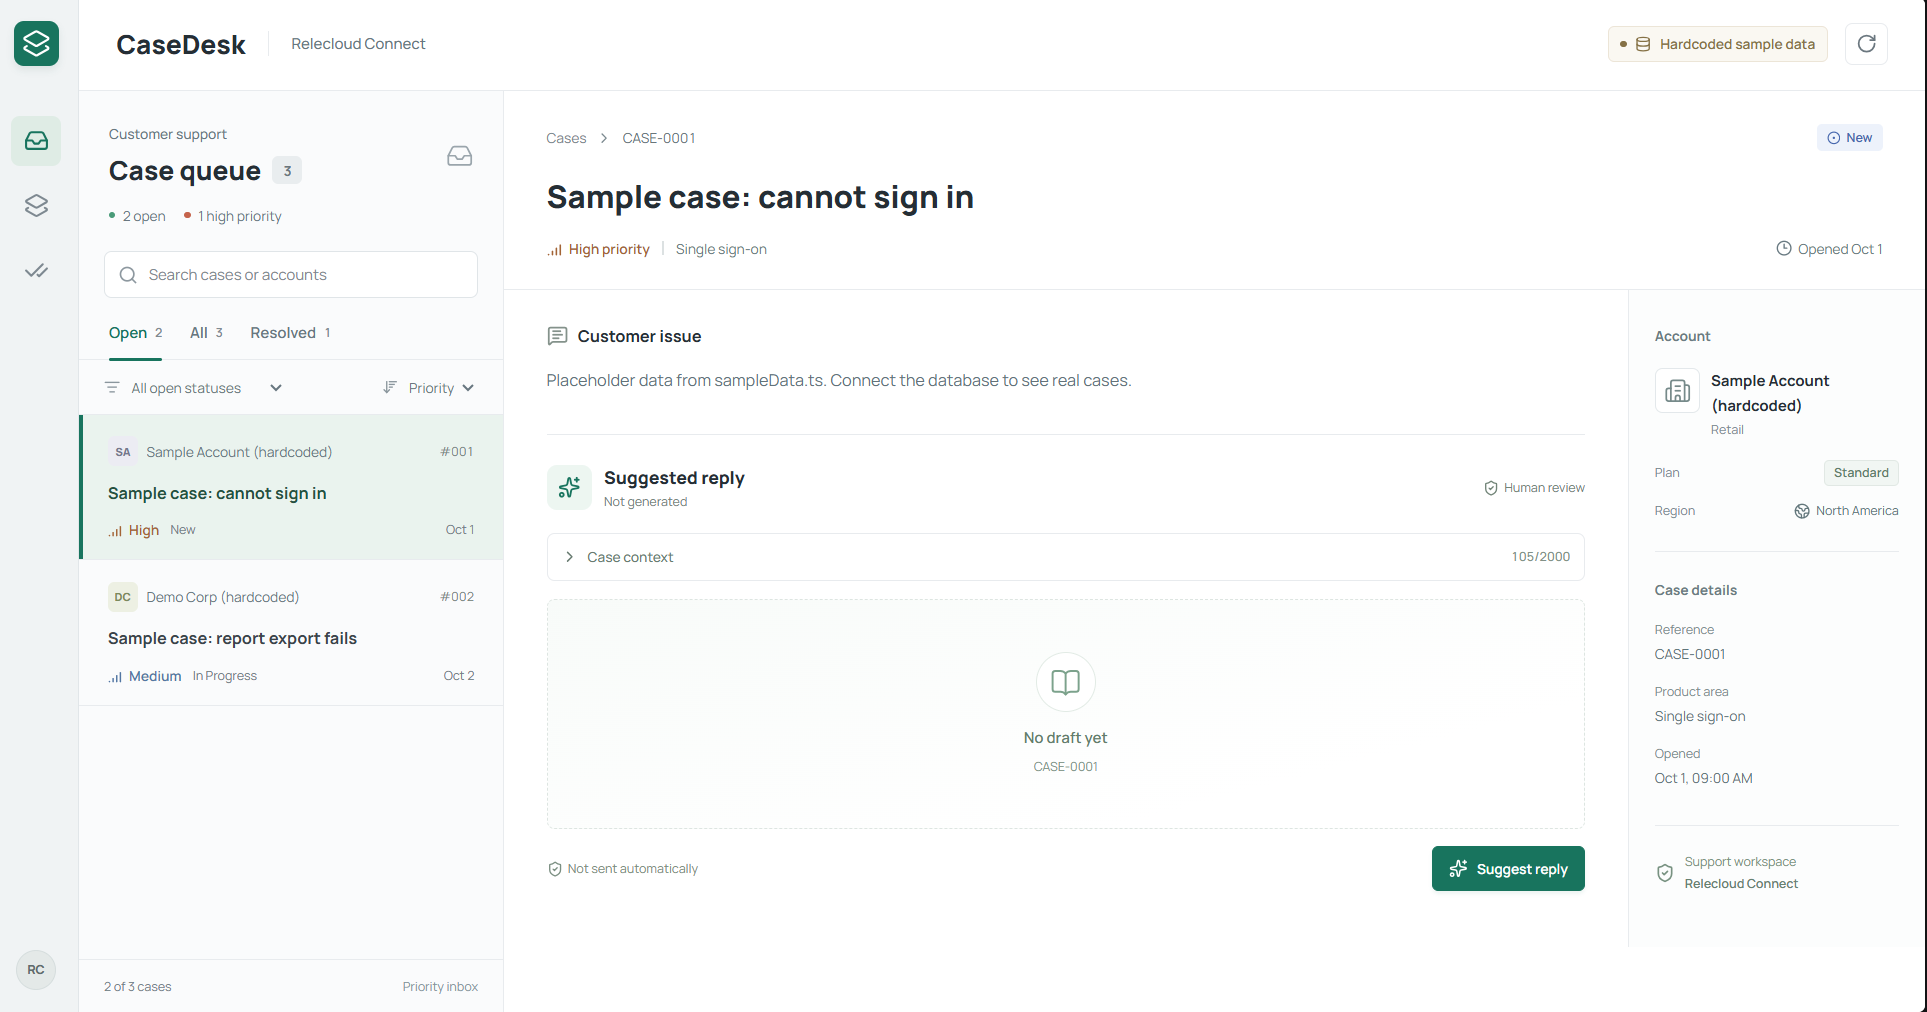 CaseDesk
Relecloud Connect
Hardcoded sample data
Customer support
Case queue 3
2 open 1 high priority
Search cases or accounts
Open 2 All 3 Resolved 1
All open statuses Priority
SA Sample Account (hardcoded) #001
Sample case: cannot sign in
High New Oct 1
DC Demo Corp (hardcoded) #002
Sample case: report export fails
Medium In Progress Oct 2
2 of 3 cases Priority inbox
RC
Cases CASE-0001
New
Sample case: cannot sign in
High priority Single sign-on
Opened Oct 1
Customer issue
Placeholder data from sampleData.ts. Connect the database to see real cases.
Suggested reply
Not generated
Human review
Case context 105/2000
No draft yet
CASE-0001
Not sent automatically
Suggest reply
Account
Sample Account
(hardcoded)
Retail
Plan Standard
Region North America
Case details
Reference
CASE-0001
Product area
Single sign-on
Opened
Oct 1, 09:00 AM
Support workspace
Relecloud Connect